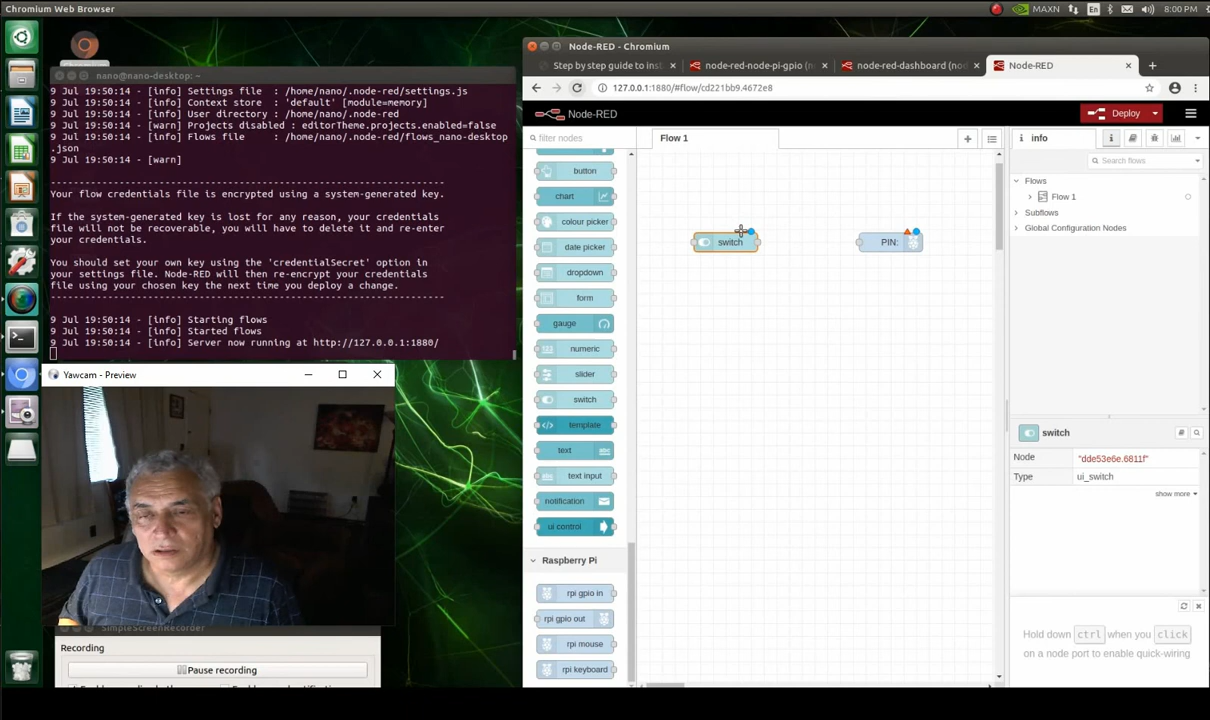 Chromium Web Browser
MAXN
En
8:00 PM
nano@nano-desktop: ~
9 Jul 19:50:14 - [info] Settings file  : /home/nano/.node-red/settings.js
9 Jul 19:50:14 - [info] Context store  : 'default' [module=memory]
9 Jul 19:50:14 - [info] User directory : /home/nano/.node-red
9 Jul 19:50:14 - [warn] Projects disabled : editorTheme.projects.enabled=false
9 Jul 19:50:14 - [info] Flows file     : /home/nano/.node-red/flows_nano-desktop
.json
9 Jul 19:50:14 - [warn]
---------------------------------------------------------------------
Your flow credentials file is encrypted using a system-generated key.
If the system-generated key is lost for any reason, your credentials
file will not be recoverable, you will have to delete it and re-enter
your credentials.
You should set your own key using the 'credentialSecret' option in
your settings file. Node-RED will then re-encrypt your credentials
file using your chosen key the next time you deploy a change.
---------------------------------------------------------------------
9 Jul 19:50:14 - [info] Starting flows
9 Jul 19:50:14 - [info] Started flows
9 Jul 19:50:14 - [info] Server now running at http://127.0.0.1:1880/
Yawcam - Preview
SimpleScreenRecorder
Recording
Pause recording
Node-RED - Chromium
Step by step guide to inst
node-red-node-pi-gpio (n
node-red-dashboard (nod
Node-RED
127.0.0.1:1880/#flow/cd221bb9.4672e8
Node-RED
Deploy
filter nodes
button
chart
colour picker
date picker
dropdown
form
gauge
numeric
slider
switch
template
text
text input
notification
ui control
Raspberry Pi
rpi gpio in
rpi gpio out
rpi mouse
rpi keyboard
Flow 1
switch
PIN:
info
Search flows
Flows
Flow 1
Subflows
Global Configuration Nodes
switch
Node "dde53e6e.6811f"
Type ui_switch
show more
Hold down ctrl when you click
on a node port to enable quick-wiring